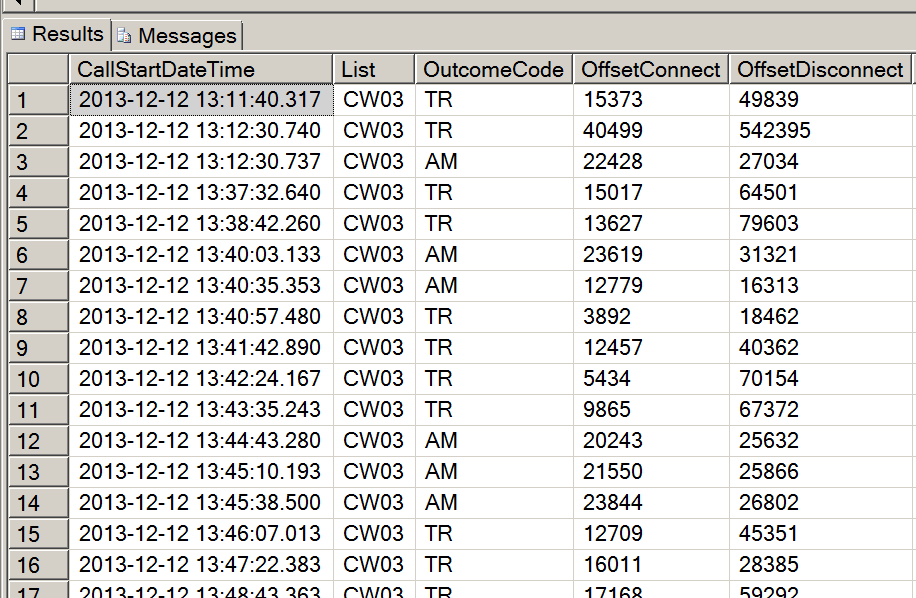 Results Messages
CallStartDateTime List OutcomeCode OffsetConnect OffsetDisconnect
1 2013-12-12 13:11:40.317 CW03 TR 15373 49839
2 2013-12-12 13:12:30.740 CW03 TR 40499 542395
3 2013-12-12 13:12:30.737 CW03 AM 22428 27034
4 2013-12-12 13:37:32.640 CW03 TR 15017 64501
5 2013-12-12 13:38:42.260 CW03 TR 13627 79603
6 2013-12-12 13:40:03.133 CW03 AM 23619 31321
7 2013-12-12 13:40:35.353 CW03 AM 12779 16313
8 2013-12-12 13:40:57.480 CW03 TR 3892 18462
9 2013-12-12 13:41:42.890 CW03 TR 12457 40362
10 2013-12-12 13:42:24.167 CW03 TR 5434 70154
11 2013-12-12 13:43:35.243 CW03 TR 9865 67372
12 2013-12-12 13:44:43.280 CW03 AM 20243 25632
13 2013-12-12 13:45:10.193 CW03 AM 21550 25866
14 2013-12-12 13:45:38.500 CW03 AM 23844 26802
15 2013-12-12 13:46:07.013 CW03 TR 12709 45351
16 2013-12-12 13:47:22.383 CW03 TR 16011 28385
17 2013-12-12 13:48:43.363 CW03 TR 17168 59292